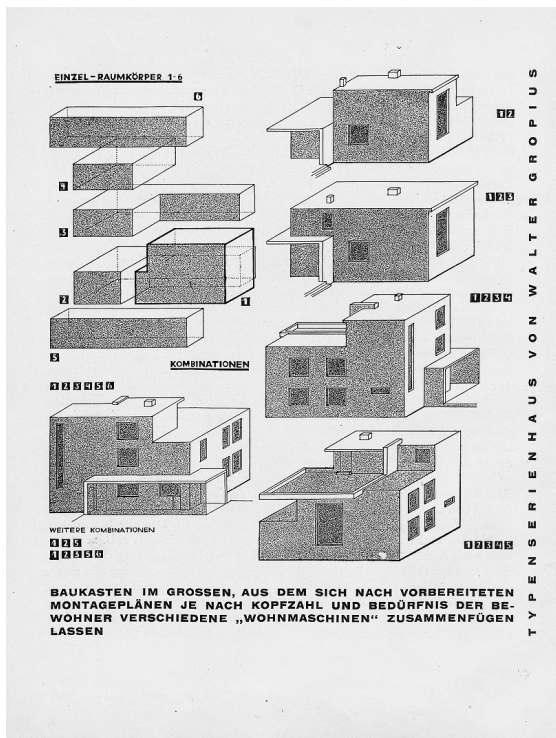 EINZEL-RAUMKÖRPER 1-6
6
4
3
2
1
5
KOMBINATIONEN
1 2
1 2 3
1 2 3 4
1 2 3 4 5 6
1 2 3 4 5
WEITERE KOMBINATIONEN
1 2 5
1 2 3 5 6
BAUKASTEN IM GROSSEN, AUS DEM SICH NACH VORBEREITETEN
MONTAGEPLÄNEN JE NACH KOPFZAHL UND BEDÜRFNIS DER BE-
WOHNER VERSCHIEDENE „WOHNMASCHINEN“ ZUSAMMENFÜGEN
LASSEN
TYPENSERIENHAUS VON WALTER GROPIUS